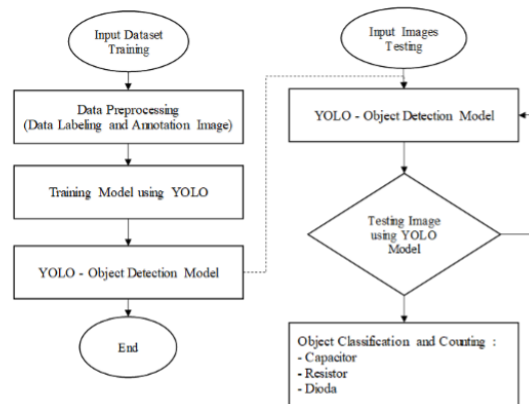 Input Dataset
Training
Data Preprocessing
(Data Labeling and Annotation Image)
Training Model using YOLO
YOLO - Object Detection Model
End
Input Images
Testing
YOLO - Object Detection Model
Testing Image
using YOLO
Model
Object Classification and Counting :
- Capacitor
- Resistor
- Dioda